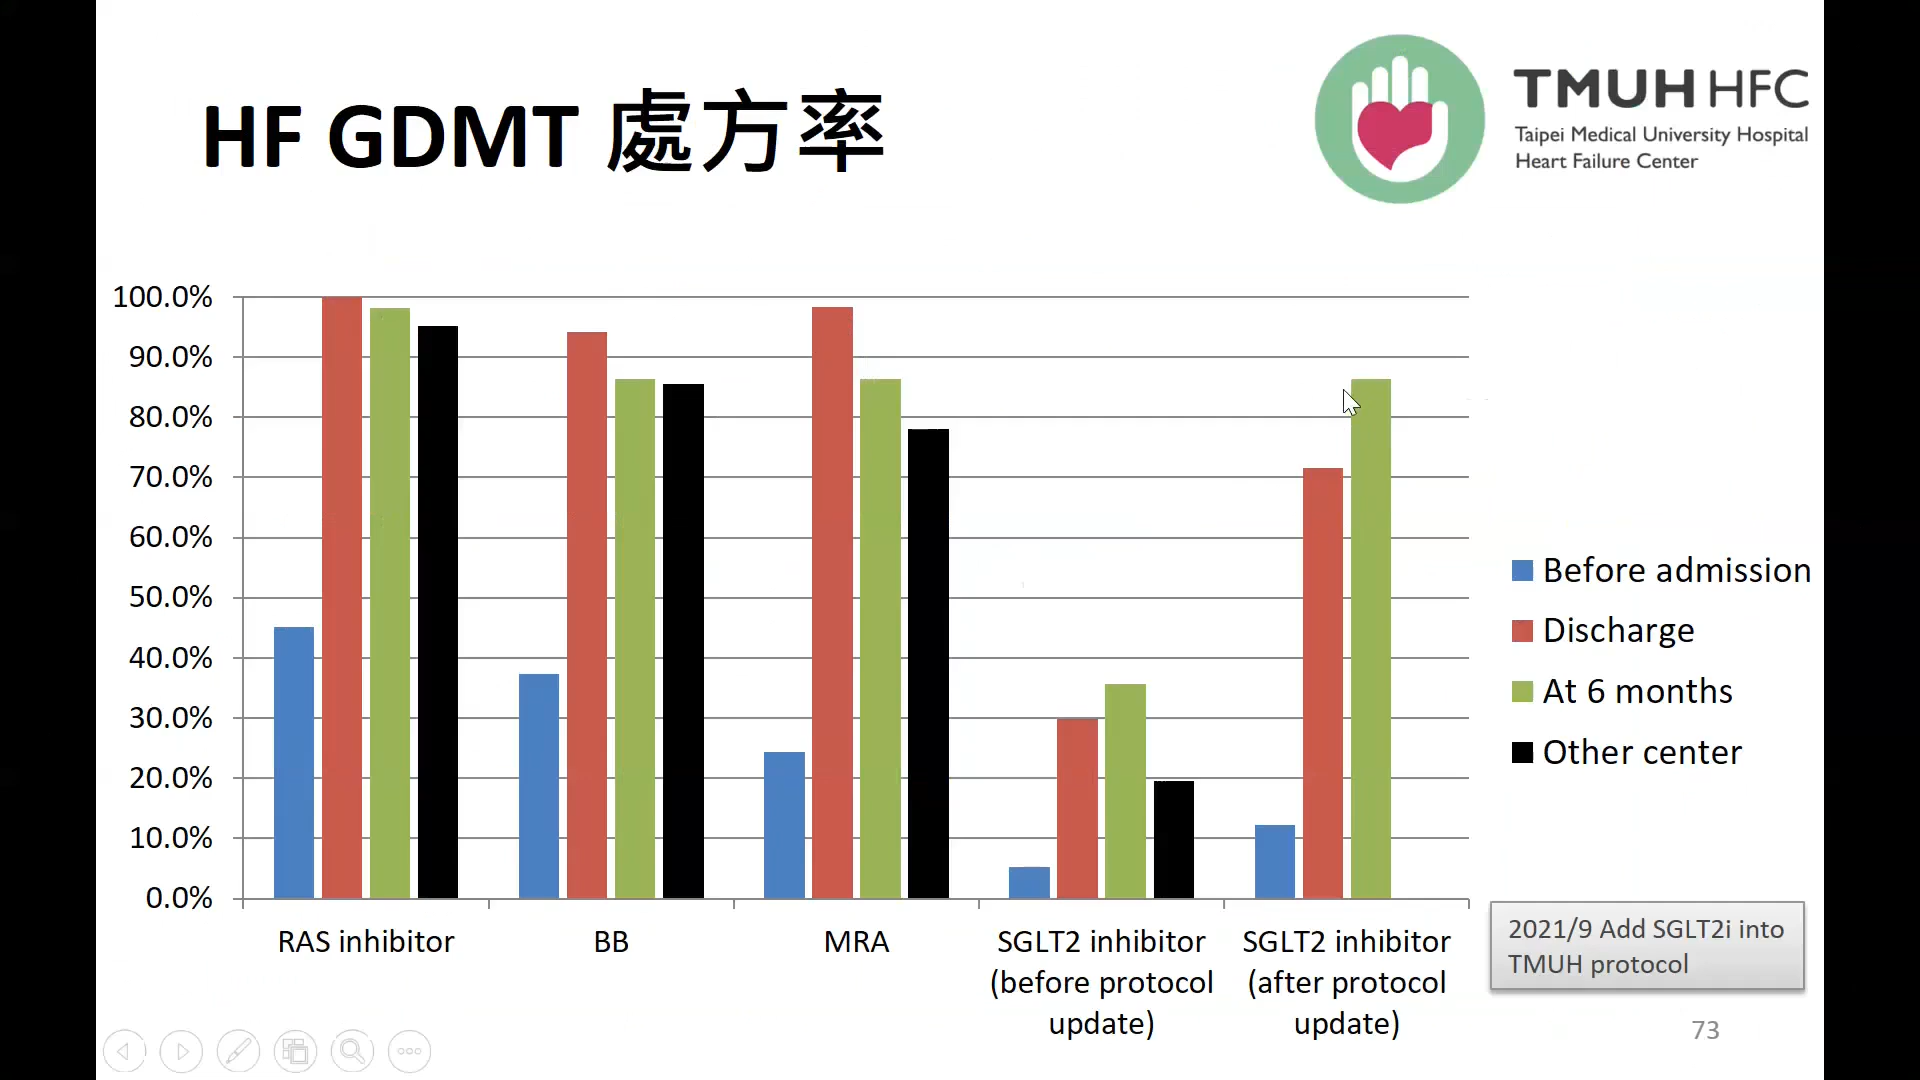 HF GDMT 處方率
TMUH HFC
Taipei Medical University Hospital
Heart Failure Center
100.0%
90.0%
80.0%
70.0%
60.0%
50.0%
40.0%
30.0%
20.0%
10.0%
0.0%
RAS inhibitor
BB
MRA
SGLT2 inhibitor
(before protocol
update)
SGLT2 inhibitor
(after protocol
update)
Before admission
Discharge
At 6 months
Other center
2021/9 Add SGLT2i into
TMUH protocol
73